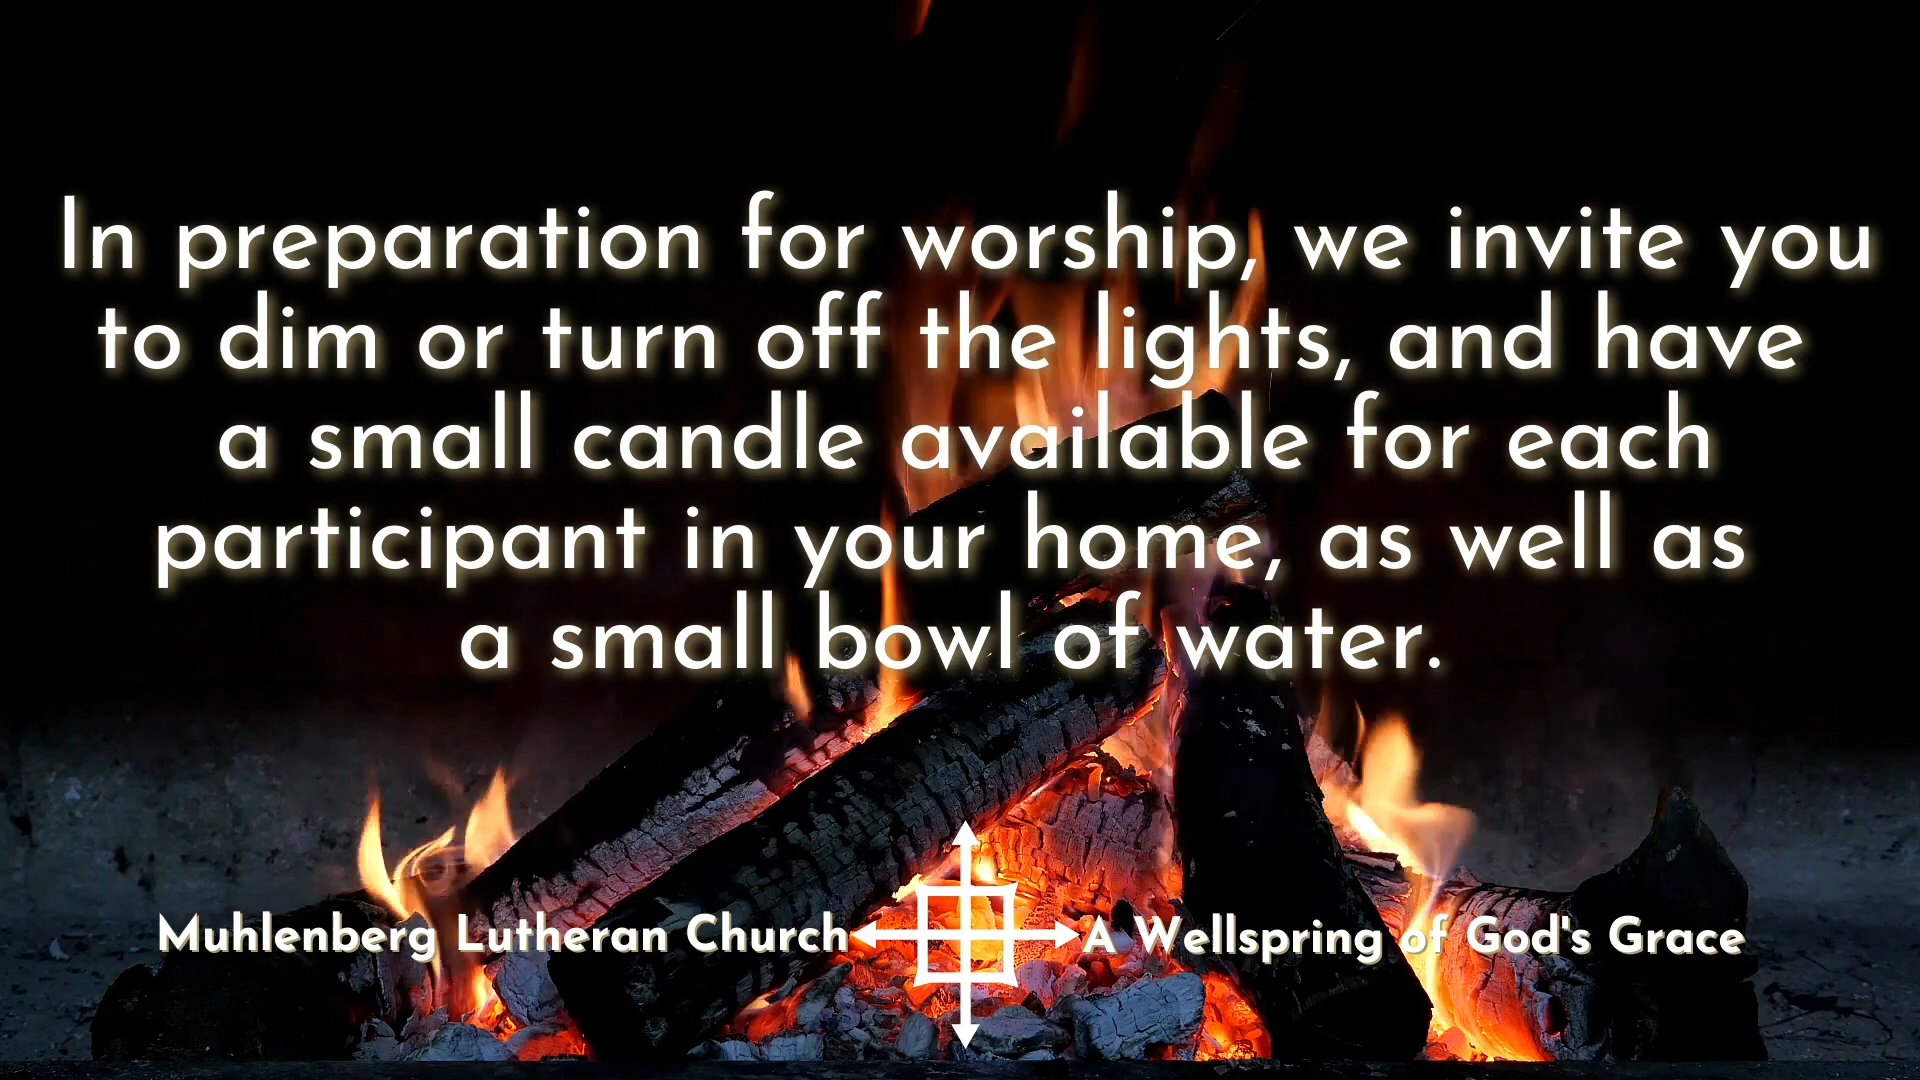 In preparation for worship, we invite you
to dim or turn off the lights, and have
a small candle available for each
participant in your home, as well as
a small bowl of water.
Muhlenberg Lutheran Church A Wellspring of God's Grace